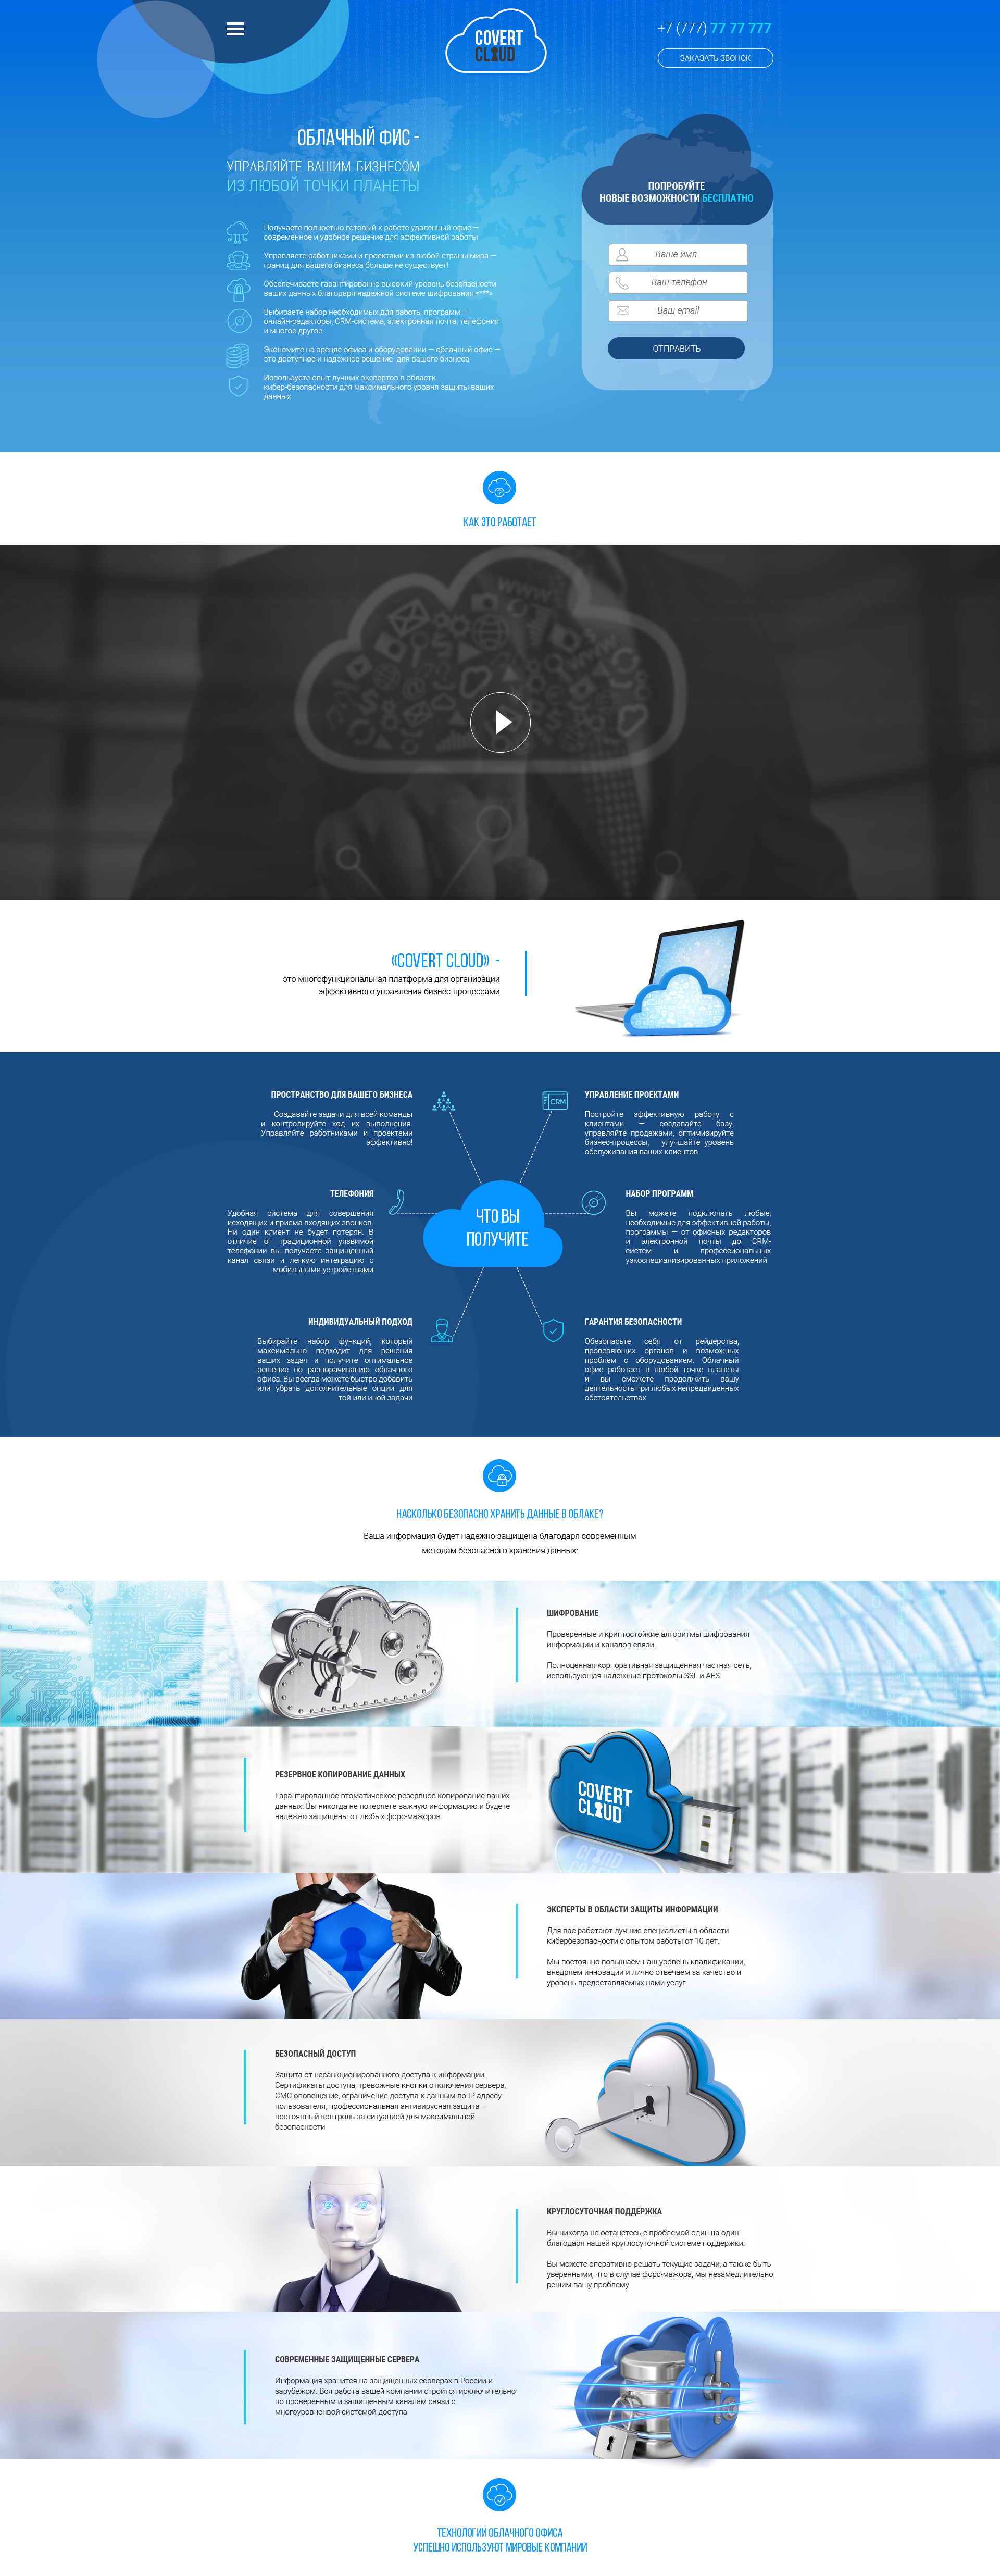 COVERT
CLOUD
+7 (777) 77 77 777
ЗАКАЗАТЬ ЗВОНОК
ОБЛАЧНЫЙ ФИС -
УПРАВЛЯЙТЕ ВАШИМ БИЗНЕСОМ
ИЗ ЛЮБОЙ ТОЧКИ ПЛАНЕТЫ
Получаете полностью готовый к работе удаленный офис —
современное и удобное решение для эффективной работы
Управляете работниками и проектами из любой страны мира —
границ для вашего бизнеса больше не существует!
Обеспечиваете гарантированно высокий уровень безопасности
ваших данных благодаря надежной системе шифрования «***»
Выбираете набор необходимых для работы программ —
онлайн-редакторы, CRM-система, электронная почта, телефония
и многое другое
Экономите на аренде офиса и оборудовании — облачный офис —
это доступное и надежное решение для вашего бизнеса
Используете опыт лучших экспертов в области
кибер-безопасности для максимального уровня защиты ваших
данных
ПОПРОБУЙТЕ
НОВЫЕ ВОЗМОЖНОСТИ БЕСПЛАТНО
Ваше имя
Ваш телефон
Ваш email
ОТПРАВИТЬ
КАК ЭТО РАБОТАЕТ
www
«COVERT CLOUD» -
это многофункциональная платформа для организации
эффективного управления бизнес-процессами
ПРОСТРАНСТВО ДЛЯ ВАШЕГО БИЗНЕСА
Создавайте задачи для всей команды
и контролируйте ход их выполнения.
Управляйте работниками и проектами
эффективно!
CRM
УПРАВЛЕНИЕ ПРОЕКТАМИ
Постройте эффективную работу с
клиентами — создавайте базу,
управляйте продажами, оптимизируйте
бизнес-процессы, улучшайте уровень
обслуживания ваших клиентов
ТЕЛЕФОНИЯ
Удобная система для совершения
исходящих и приема входящих звонков.
Ни один клиент не будет потерян. В
отличие от традиционной уязвимой
телефонии вы получаете защищенный
канал связи и легкую интеграцию с
мобильными устройствами
ЧТО ВЫ
ПОЛУЧИТЕ
НАБОР ПРОГРАММ
Вы можете подключать любые,
необходимые для эффективной работы,
программы — от офисных редакторов
и электронной почты до CRM-
систем и профессиональных
узкоспециализированных приложений
ИНДИВИДУАЛЬНЫЙ ПОДХОД
Выбирайте набор функций, который
максимально подходит для решения
ваших задач и получите оптимальное
решение по разворачиванию облачного
офиса. Вы всегда можете быстро добавить
или убрать дополнительные опции для
той или иной задачи
ГАРАНТИЯ БЕЗОПАСНОСТИ
Обезопасьте себя от рейдерства,
проверяющих органов и возможных
проблем с оборудованием. Облачный
офис работает в любой точке планеты
и вы сможете продолжить вашу
деятельность при любых непредвиденных
обстоятельствах
НАСКОЛЬКО БЕЗОПАСНО ХРАНИТЬ ДАННЫЕ В ОБЛАКЕ?
Ваша информация будет надежно защищена благодаря современным
методам безопасного хранения данных:
ШИФРОВАНИЕ
Проверенные и криптостойкие алгоритмы шифрования
информации и каналов связи.
Полноценная корпоративная защищенная частная сеть,
использующая надежные протоколы SSL и AES
РЕЗЕРВНОЕ КОПИРОВАНИЕ ДАННЫХ
Гарантированное втоматическое резервное копирование ваших
данных. Вы никогда не потеряете важную информацию и будете
надежно защищены от любых форс-мажоров
COVERT
CLOUD
ЭКСПЕРТЫ В ОБЛАСТИ ЗАЩИТЫ ИНФОРМАЦИИ
Для вас работают лучшие специалисты в области
кибербезопасности с опытом работы от 10 лет.
Мы постоянно повышаем наш уровень квалификации,
внедряем инновации и лично отвечаем за качество и
уровень предоставляемых нами услуг
БЕЗОПАСНЫЙ ДОСТУП
Защита от несанкционированного доступа к информации.
Сертификаты доступа, тревожные кнопки отключения сервера,
СМС оповещение, ограничение доступа к данным по IP адресу
пользователя, профессиональная антивирусная защита —
постоянный контроль за ситуацией для максимальной
безопасности
КРУГЛОСУТОЧНАЯ ПОДДЕРЖКА
Вы никогда не останетесь с проблемой один на один
благодаря нашей круглосуточной системе поддержки.
Вы можете оперативно решать текущие задачи, а также быть
уверенными, что в случае форс-мажора, мы незамедлительно
решим вашу проблему
СОВРЕМЕННЫЕ ЗАЩИЩЕННЫЕ СЕРВЕРА
Информация хранится на защищенных серверах в России и
зарубежом. Вся работа вашей компании строится исключительно
по проверенным и защищенным каналам связи с
многоуровненвой системой доступа
ТЕХНОЛОГИИ ОБЛАЧНОГО ОФИСА
УСПЕШНО ИСПОЛЬЗУЮТ МИРОВЫЕ КОМПАНИИ